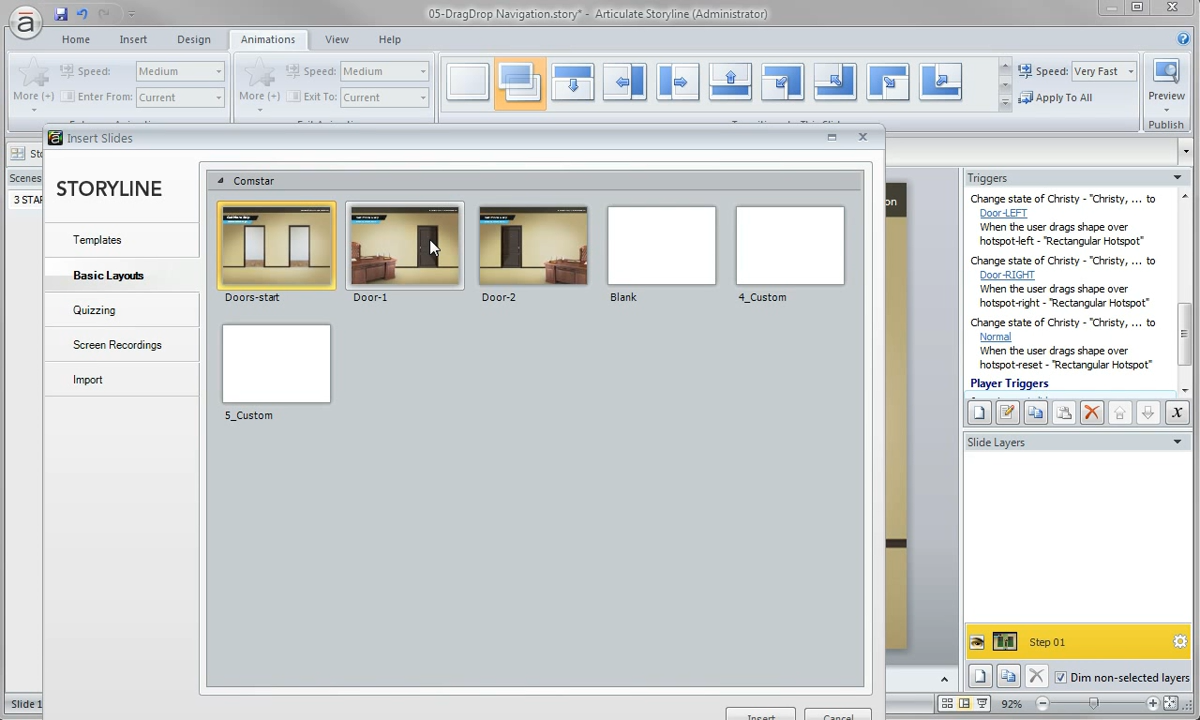 05-DragDrop Navigation.story* - Articulate Storyline (Administrator)
Home Insert Design Animations View Help
Speed: Medium
More (+) Enter From: Current
Speed: Medium
More (+) Exit To: Current
Speed: Very Fast
Apply To All
Preview
Publish
Insert Slides
Scenes
3 STAR
STORYLINE
Templates
Basic Layouts
Quizzing
Screen Recordings
Import
Comstar
Doors-start Door-1 Door-2 Blank 4_Custom
5_Custom
Insert Cancel
on
Triggers
Change state of Christy - "Christy, ... to
Door-LEFT
When the user drags shape over
hotspot-left - "Rectangular Hotspot"
Change state of Christy - "Christy, ... to
Door-RIGHT
When the user drags shape over
hotspot-right - "Rectangular Hotspot"
Change state of Christy - "Christy, ... to
Normal
When the user drags shape over
hotspot-reset - "Rectangular Hotspot"
Player Triggers
Slide Layers
Step 01
Dim non-selected layers
Slide 1
92%